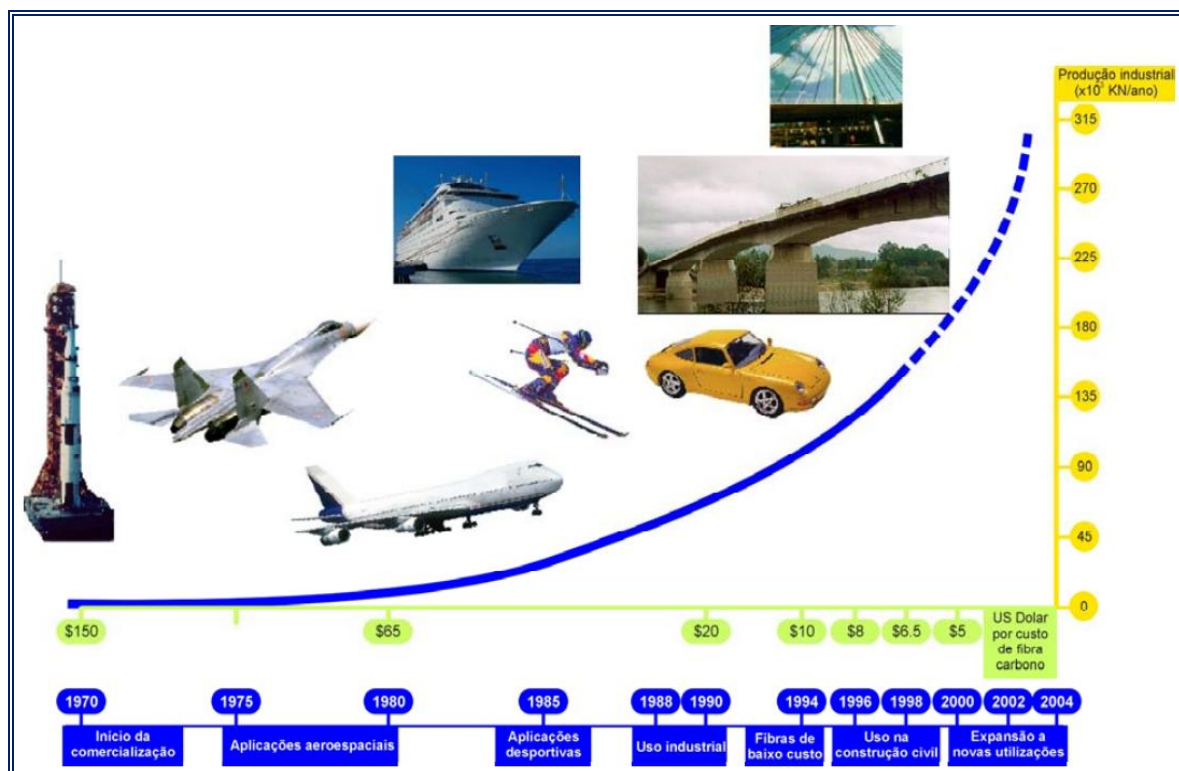 Produção industrial
(x10³ KN/ano)
315
270
225
180
135
90
45
0
$150
$65
$20
$10
$8
$6.5
$5
US Dolar
por custo
de fibra
carbono
1970
1975
1980
1985
1988
1990
1994
1996
1998
2000
2002
2004
Início da
comercialização
Aplicações aeroespaciais
Aplicações
desportivas
Uso industrial
Fibras de
baixo custo
Uso na
construção civil
Expansão a
novas utilizações